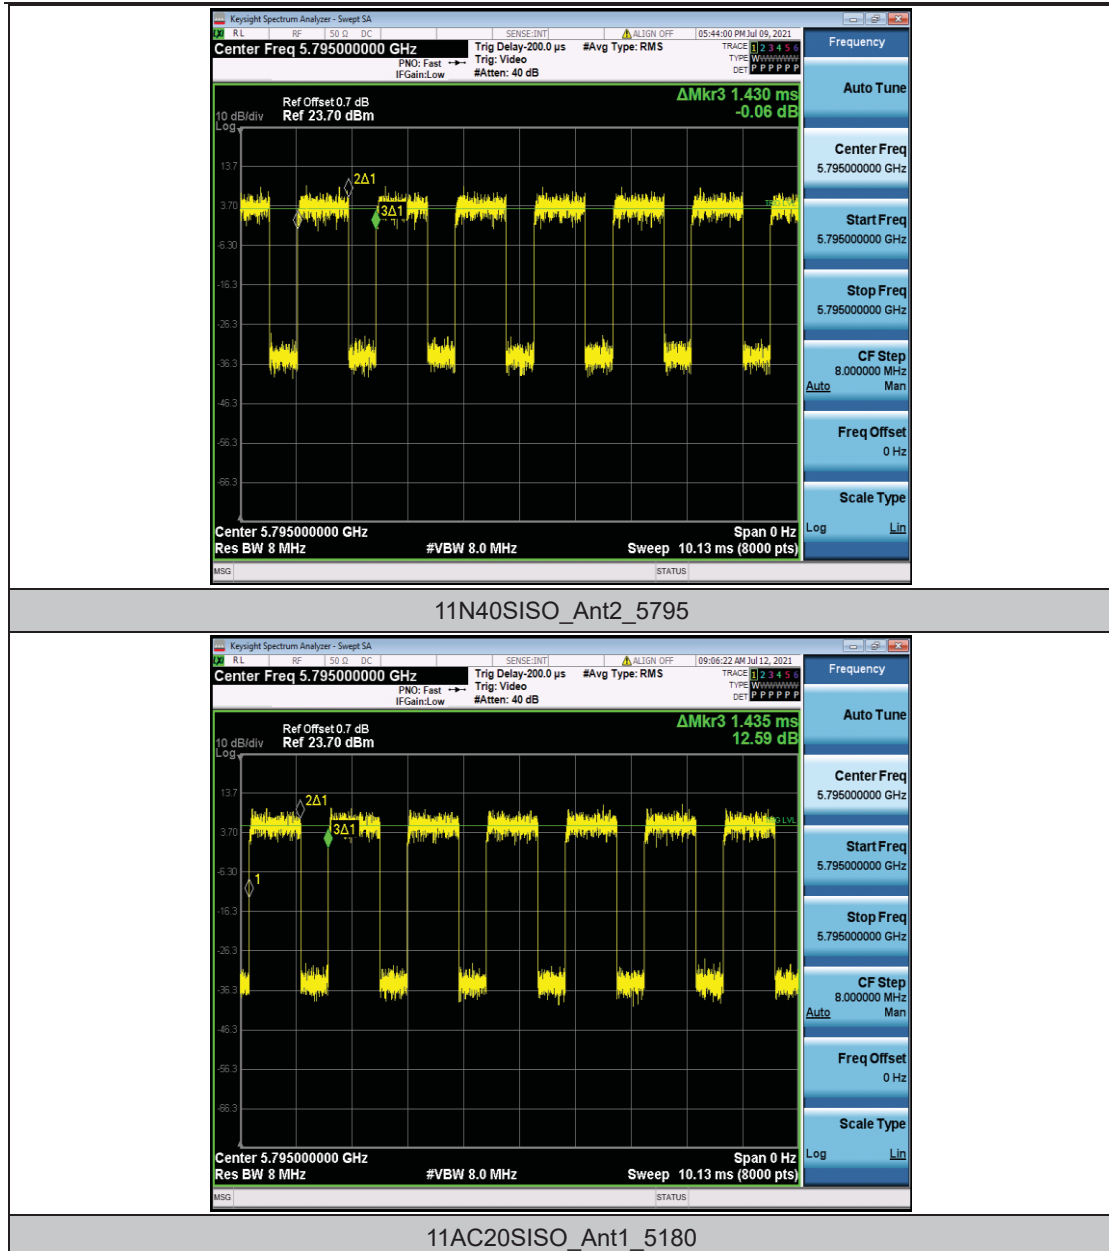 Keysight Spectrum Analyzer - Swept SA
LXI RL RF 50 Ω DC SENSE:INT ALIGN OFF 05:44:00 PM Jul 09, 2021
Center Freq 5.795000000 GHz
PNO: Fast
IFGain:Low
Trig Delay-200.0 µs
Trig: Video
#Atten: 40 dB
#Avg Type: RMS
TRACE 1 2 3 4 5 6
TYPE W
DET P P P P P P
ΔMkr3 1.430 ms
-0.06 dB
Ref Offset 0.7 dB
10 dB/div Ref 23.70 dBm
Log
13.7
3.70
-6.30
-16.3
-26.3
-36.3
-46.3
-56.3
-66.3
2Δ1
3Δ1
Center 5.795000000 GHz Span 0 Hz
Res BW 8 MHz #VBW 8.0 MHz Sweep 10.13 ms (8000 pts)
MSG STATUS
Frequency
Auto Tune
Center Freq
5.795000000 GHz
Start Freq
5.795000000 GHz
Stop Freq
5.795000000 GHz
CF Step
8.000000 MHz
Auto Man
Freq Offset
0 Hz
Scale Type
Log Lin
11N40SISO_Ant2_5795
Keysight Spectrum Analyzer - Swept SA
LXI RL RF 50 Ω DC SENSE:INT ALIGN OFF 09:06:22 AM Jul 12, 2021
Center Freq 5.795000000 GHz
PNO: Fast
IFGain:Low
Trig Delay-200.0 µs
Trig: Video
#Atten: 40 dB
#Avg Type: RMS
TRACE 1 2 3 4 5 6
TYPE W
DET P P P P P P
ΔMkr3 1.435 ms
12.59 dB
Ref Offset 0.7 dB
10 dB/div Ref 23.70 dBm
Log
13.7
3.70
-6.30
-16.3
-26.3
-36.3
-46.3
-56.3
-66.3
2Δ1
3Δ1
1
LVL
Center 5.795000000 GHz Span 0 Hz
Res BW 8 MHz #VBW 8.0 MHz Sweep 10.13 ms (8000 pts)
MSG STATUS
Frequency
Auto Tune
Center Freq
5.795000000 GHz
Start Freq
5.795000000 GHz
Stop Freq
5.795000000 GHz
CF Step
8.000000 MHz
Auto Man
Freq Offset
0 Hz
Scale Type
Log Lin
11AC20SISO_Ant1_5180